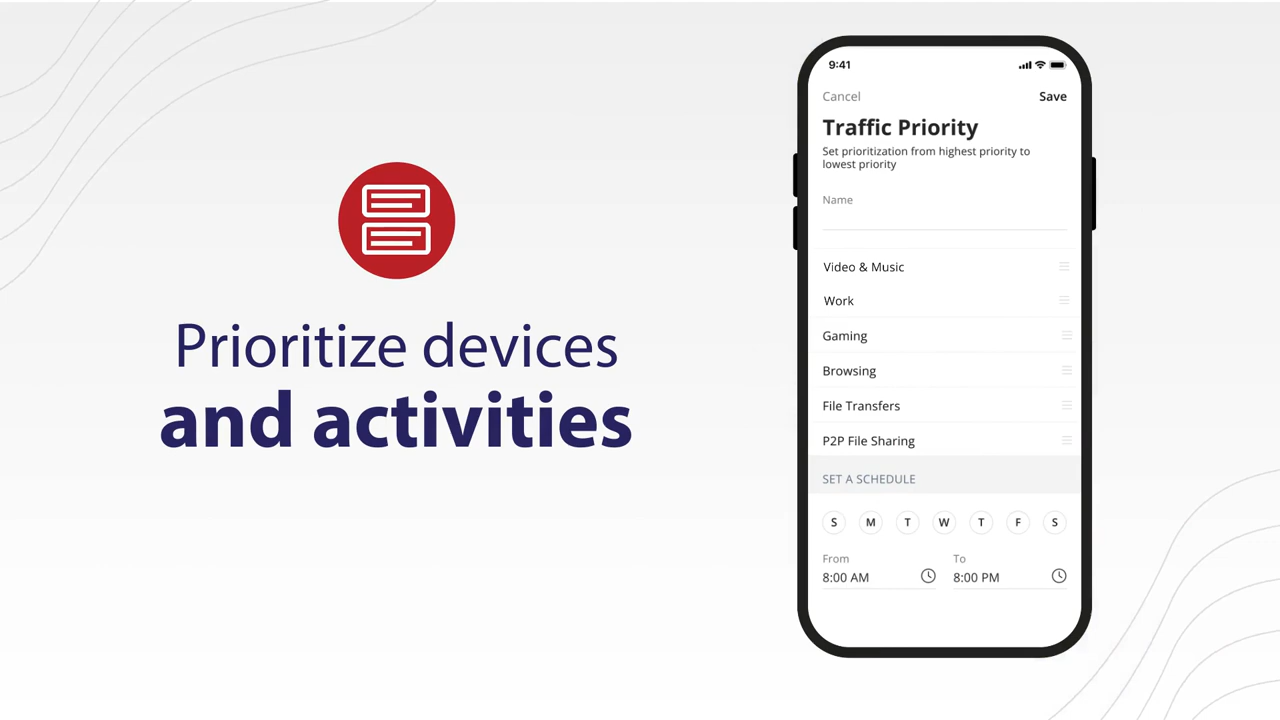 Prioritize devices
and activities
9:41
Cancel
Save
Traffic Priority
Set prioritization from highest priority to
lowest priority
Name
Video & Music
Work
Gaming
Browsing
File Transfers
P2P File Sharing
SET A SCHEDULE
S M T W T F S
From To
8:00 AM 8:00 PM